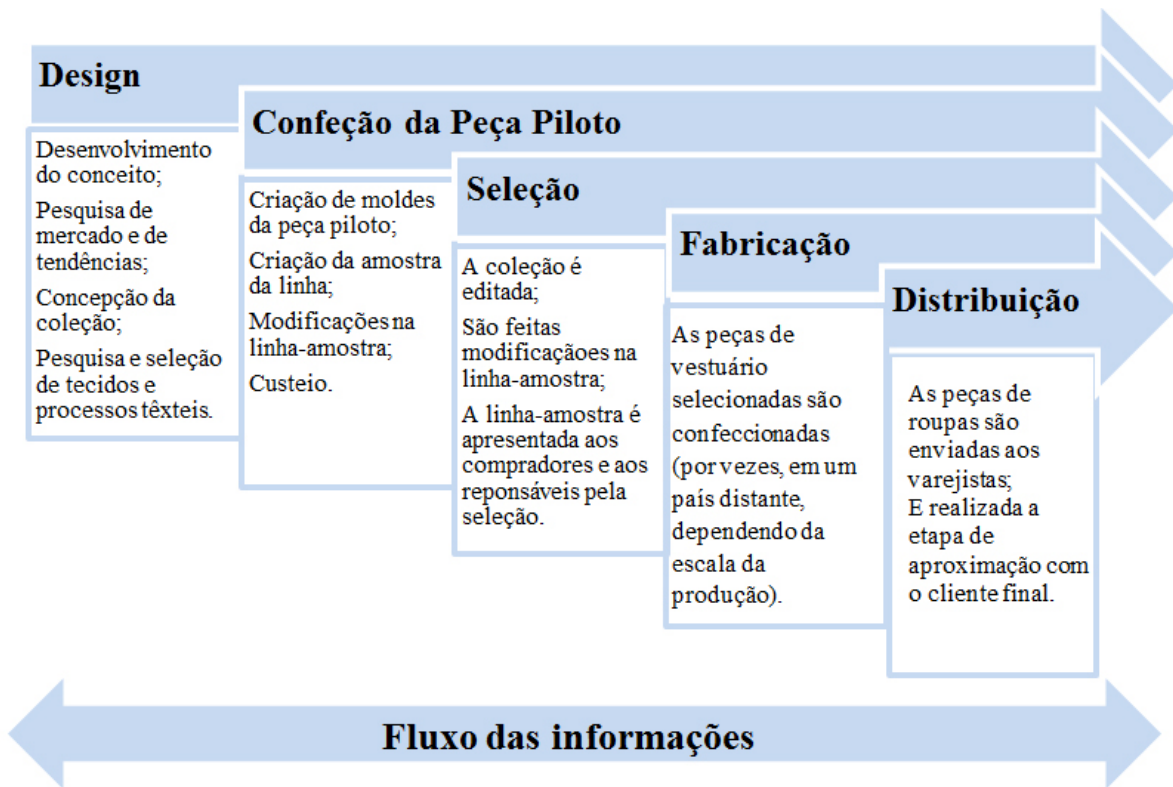 Design
Desenvolvimento
do conceito;
Pesquisa de
mercado e de
tendências;
Concepção da
coleção;
Pesquisa e seleção
de tecidos e
processos têxteis.
Confeção da Peça Piloto
Criação de moldes
da peça piloto;
Criação da amostra
da linha;
Modificações na
linha-amostra;
Custeio.
Seleção
A coleção é
editada;
São feitas
modificaçãoes na
linha-amostra;
A linha-amostra é
apresentada aos
compradores e aos
reponsáveis pela
seleção.
Fabricação
As peças de
vestuário
selecionadas são
confeccionadas
(por vezes, em um
país distante,
dependendo da
escala da
produção).
Distribuição
As peças de
roupas são
enviadas aos
varejistas;
E realizada a
etapa de
aproximação com
o cliente final.
Fluxo das informações